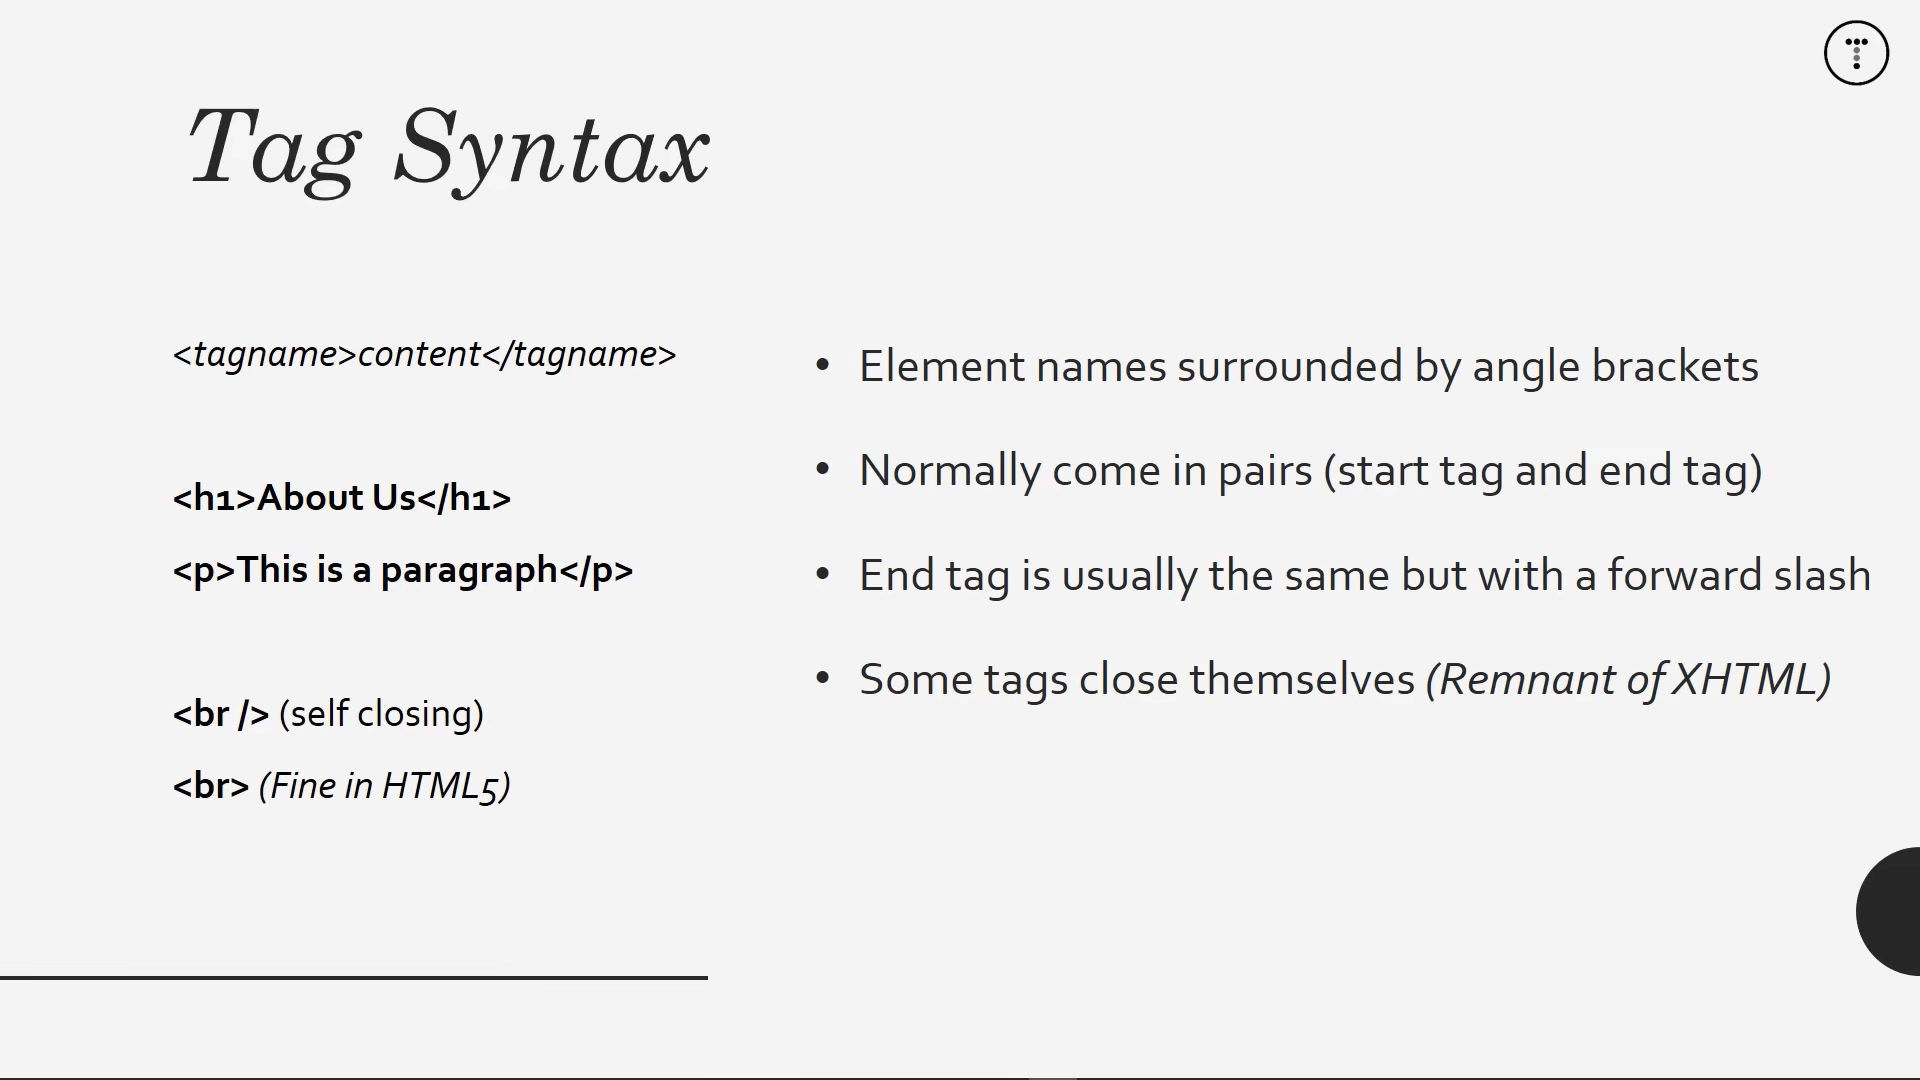 Tag Syntax
<tagname>content</tagname>
<h1>About Us</h1>
<p>This is a paragraph</p>
<br /> (self closing)
<br> (Fine in HTML5)
• Element names surrounded by angle brackets
• Normally come in pairs (start tag and end tag)
• End tag is usually the same but with a forward slash
• Some tags close themselves (Remnant of XHTML)